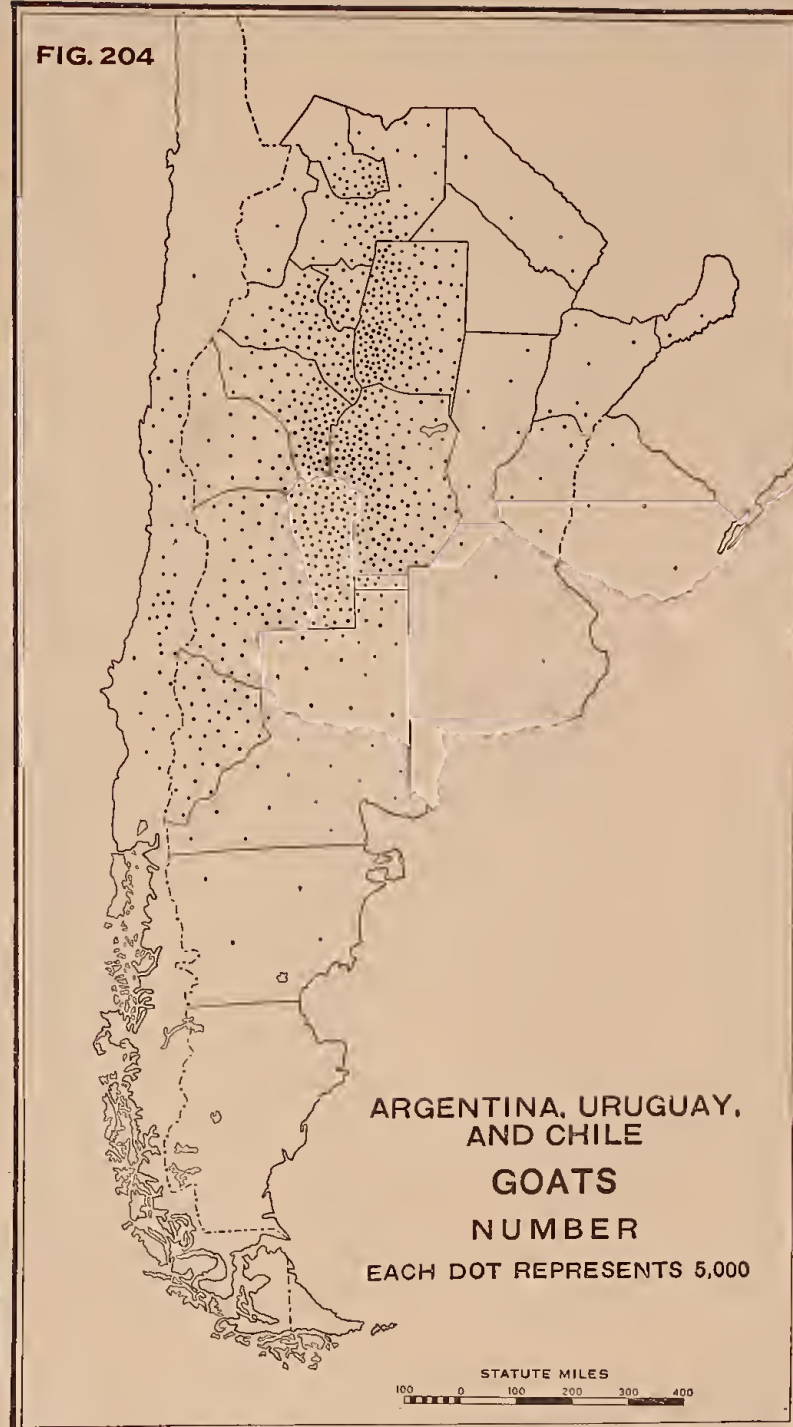 FIG. 204
ARGENTINA, URUGUAY,
AND CHILE
GOATS
NUMBER
EACH DOT REPRESENTS 5,000
STATUTE MILES
100 0 100 200 300 400